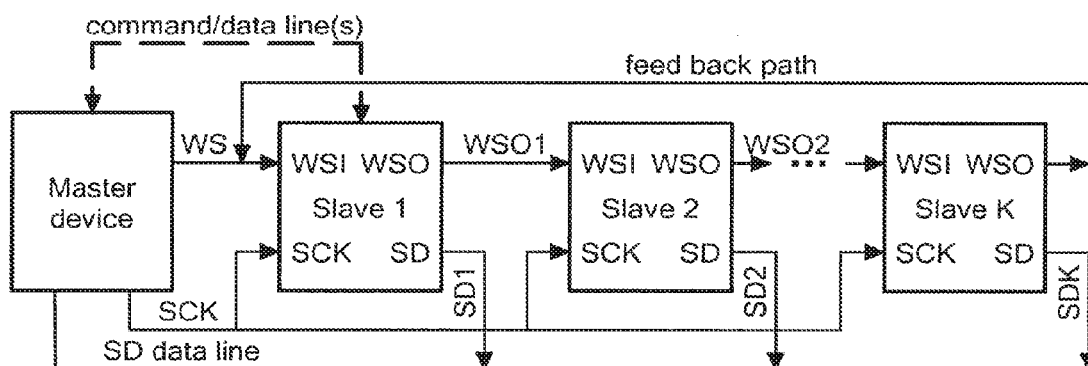 command/data line(s)
feed back path
WS
WSO1
WSO2
...
Master
device
WSI WSO
Slave 1
SCK SD
WSI WSO
Slave 2
SCK SD
WSI WSO
Slave K
SCK SD
SCK
SD data line
SD1
SD2
SDK